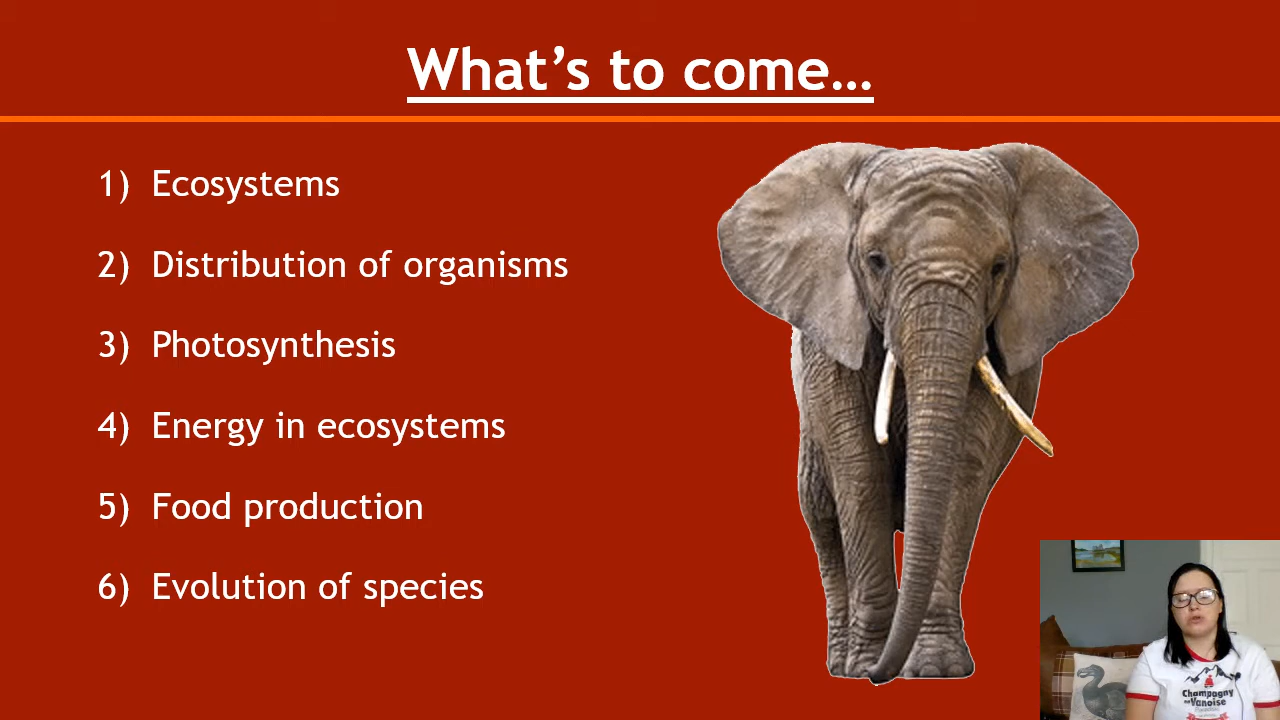 What’s to come…
1) Ecosystems
2) Distribution of organisms
3) Photosynthesis
4) Energy in ecosystems
5) Food production
6) Evolution of species
Champagny
Vanoise